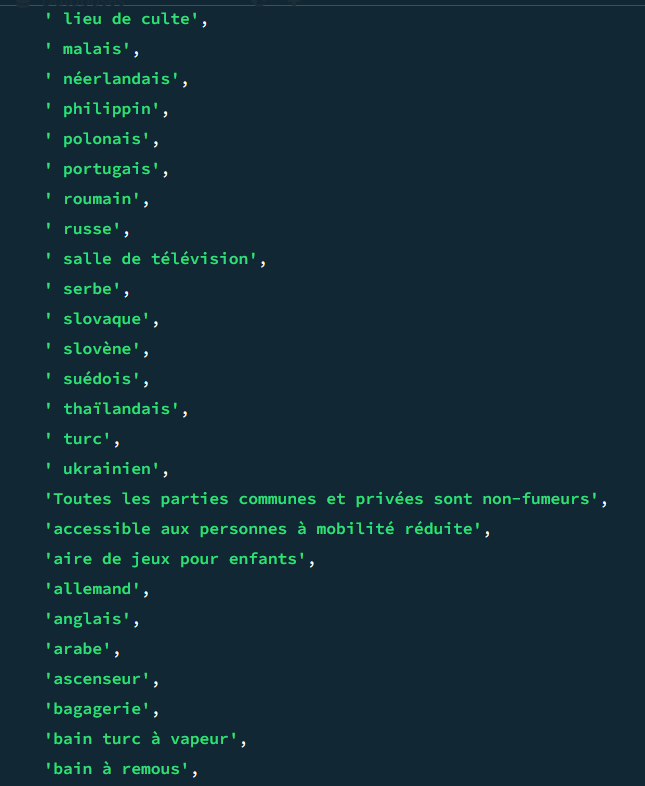 ' lieu de culte',
' malais',
' néerlandais',
' philippin',
' polonais',
' portugais',
' roumain',
' russe',
' salle de télévision',
' serbe',
' slovaque',
' slovène',
' suédois',
' thaïlandais',
' turc',
' ukrainien',
'Toutes les parties communes et privées sont non-fumeurs',
'accessible aux personnes à mobilité réduite',
'aire de jeux pour enfants',
'allemand',
'anglais',
'arabe',
'ascenseur',
'bagagerie',
'bain turc à vapeur',
'bain à remous',